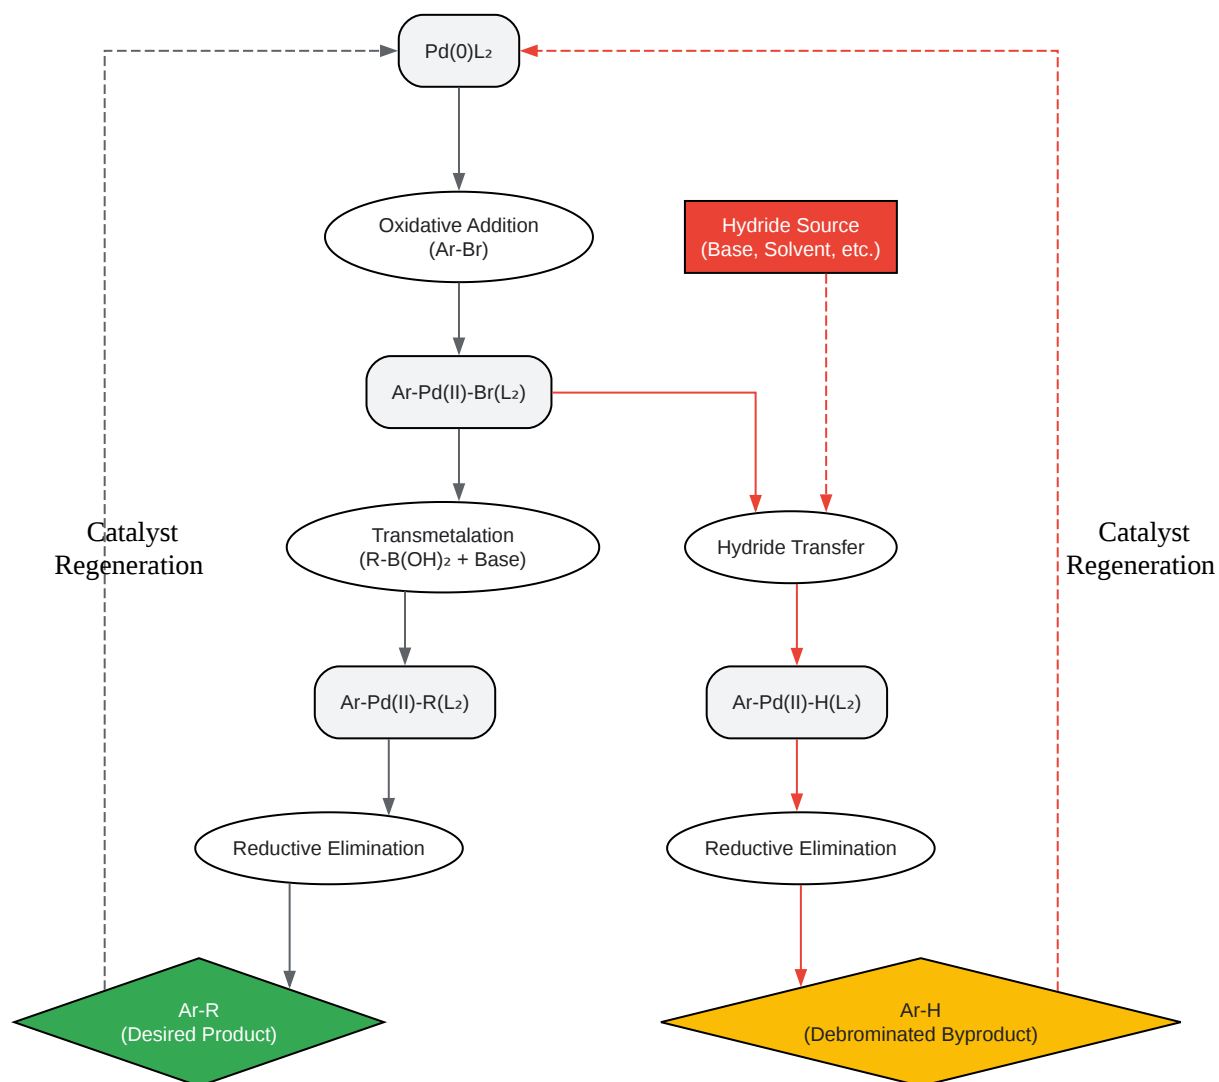 Pd(0)L₂
Oxidative Addition
(Ar-Br)
Hydride Source
(Base, Solvent, etc.)
Ar-Pd(II)-Br(L₂)
Catalyst
Regeneration
Transmetalation
(R-B(OH)₂ + Base)
Hydride Transfer
Catalyst
Regeneration
Ar-Pd(II)-R(L₂)
Ar-Pd(II)-H(L₂)
Reductive Elimination
Reductive Elimination
Ar-R
(Desired Product)
Ar-H
(Debrominated Byproduct)